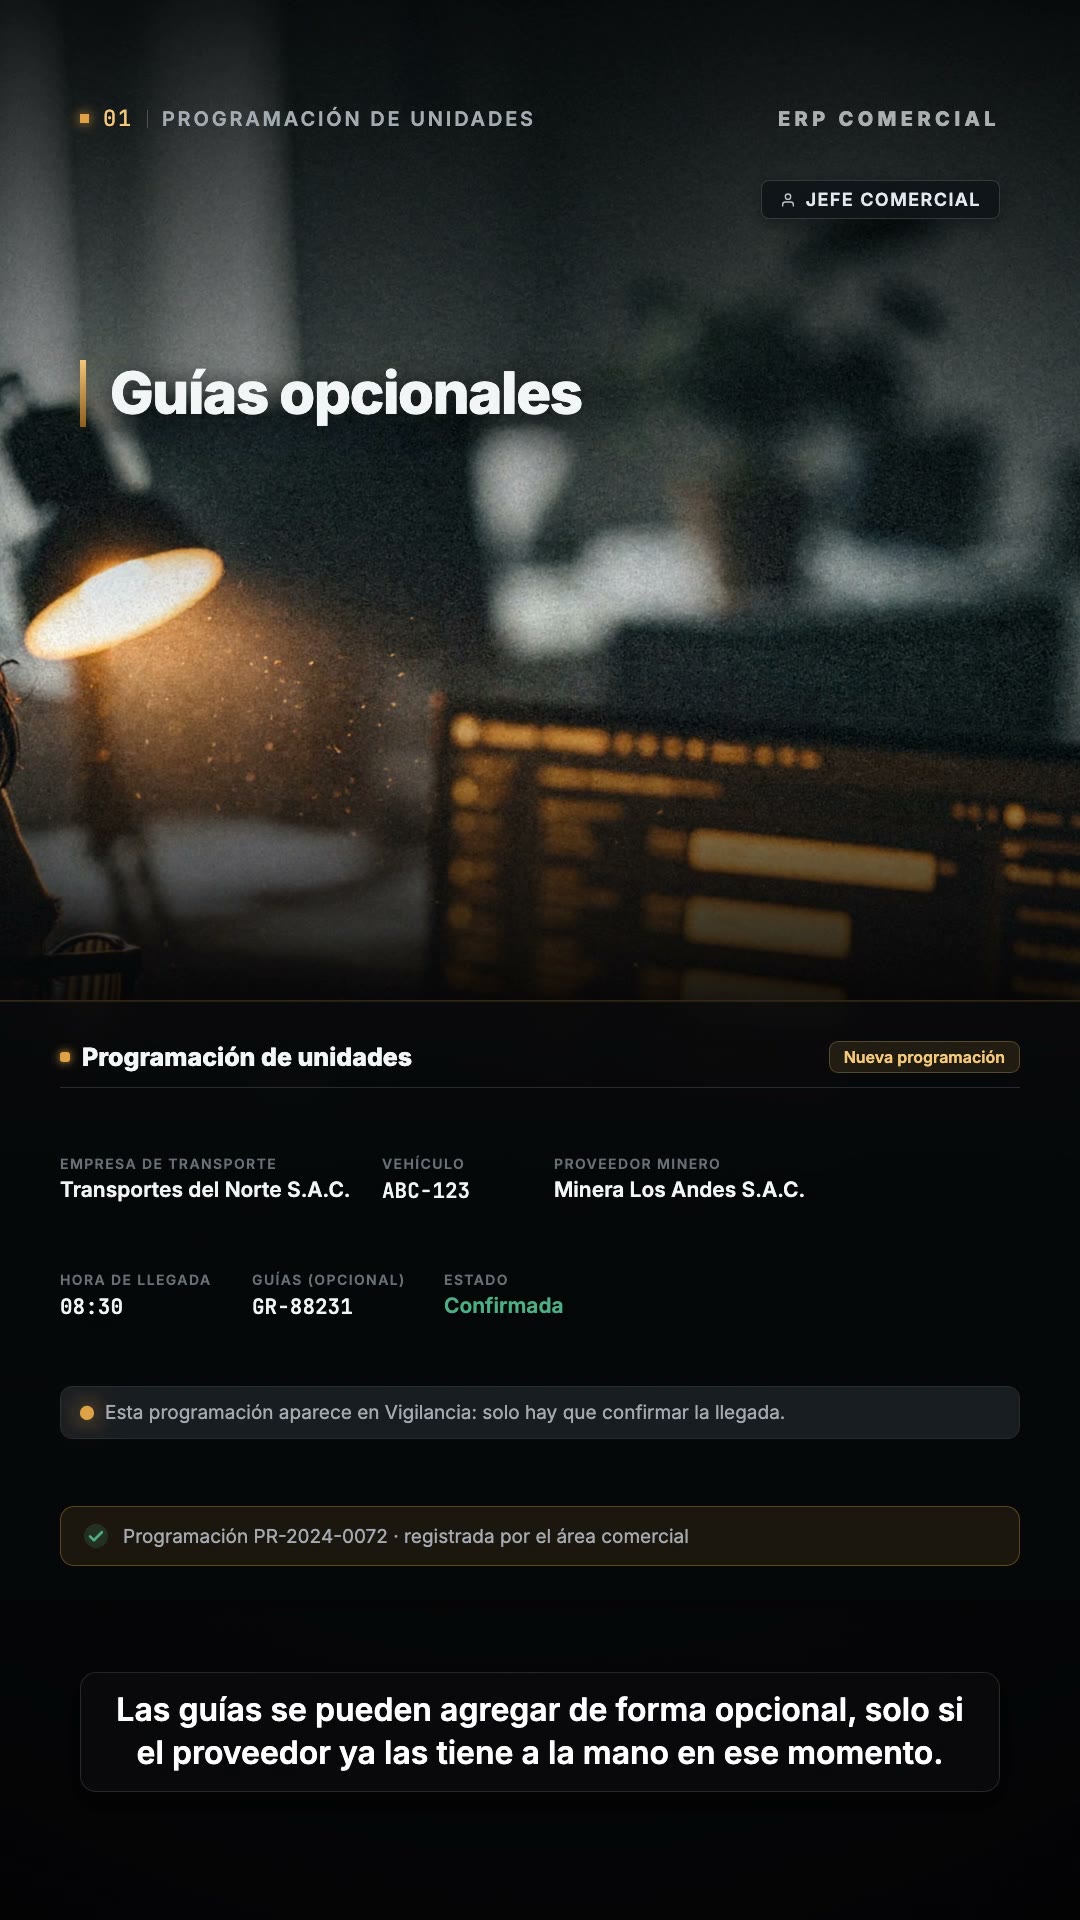 01 PROGRAMACIÓN DE UNIDADES
ERP COMERCIAL
JEFE COMERCIAL
Guías opcionales
Programación de unidades
Nueva programación
EMPRESA DE TRANSPORTE VEHÍCULO PROVEEDOR MINERO
Transportes del Norte S.A.C. ABC-123 Minera Los Andes S.A.C.
HORA DE LLEGADA GUÍAS (OPCIONAL) ESTADO
08:30 GR-88231 Confirmada
Esta programación aparece en Vigilancia: solo hay que confirmar la llegada.
Programación PR-2024-0072 · registrada por el área comercial
Las guías se pueden agregar de forma opcional, solo si
el proveedor ya las tiene a la mano en ese momento.